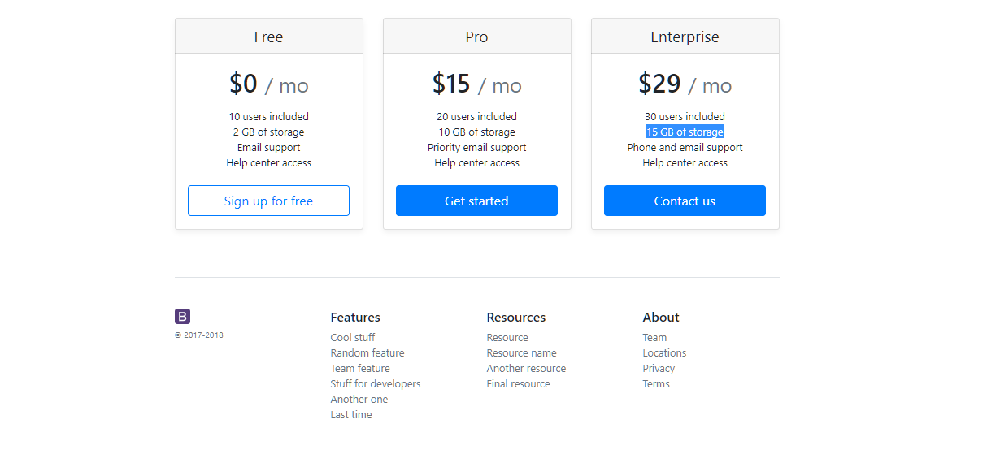 Free
$0 / mo
10 users included
2 GB of storage
Email support
Help center access
Sign up for free
Pro
$15 / mo
20 users included
10 GB of storage
Priority email support
Help center access
Get started
Enterprise
$29 / mo
30 users included
15 GB of storage
Phone and email support
Help center access
Contact us
B
© 2017-2018
Features
Cool stuff
Random feature
Team feature
Stuff for developers
Another one
Last time
Resources
Resource
Resource name
Another resource
Final resource
About
Team
Locations
Privacy
Terms